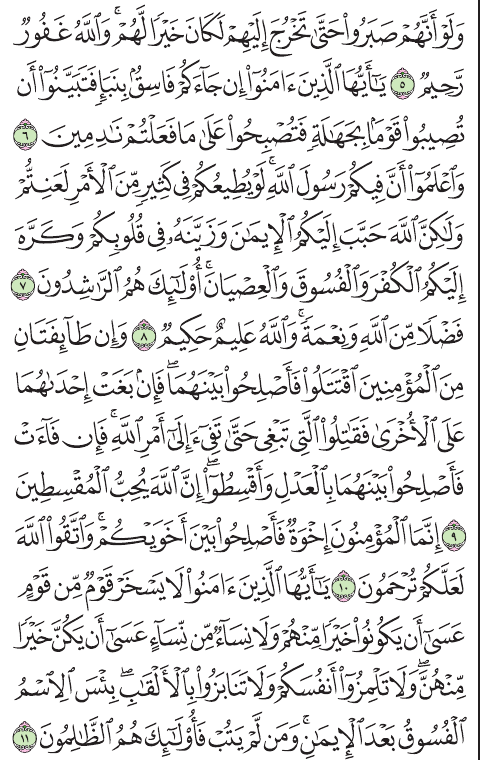 وَلَوْ أَنَّهُمْ صَبَرُوا۟ حَتَّىٰ تَخْرُجَ إِلَيْهِمْ لَكَانَ خَيْرًا لَّهُمْ ۚ وَٱللَّهُ غَفُورٌ
رَّحِيمٌ ٥ يَـٰٓأَيُّهَا ٱلَّذِينَ ءَامَنُوٓا۟ إِن جَآءَكُمْ فَاسِقٌۢ بِنَبَإٍ فَتَبَيَّنُوٓا۟ أَن
تُصِيبُوا۟ قَوْمًۢا بِجَهَـٰلَةٍ فَتُصْبِحُوا۟ عَلَىٰ مَا فَعَلْتُمْ نَـٰدِمِينَ ٦
وَٱعْلَمُوٓا۟ أَنَّ فِيكُمْ رَسُولَ ٱللَّهِ ۚ لَوْ يُطِيعُكُمْ فِى كَثِيرٍ مِّنَ ٱلْأَمْرِ لَعَنِتُّمْ
وَلَـٰكِنَّ ٱللَّهَ حَبَّبَ إِلَيْكُمُ ٱلْإِيمَـٰنَ وَزَيَّنَهُۥ فِى قُلُوبِكُمْ وَكَرَّهَ
إِلَيْكُمُ ٱلْكُفْرَ وَٱلْفُسُوقَ وَٱلْعِصْيَانَ ۚ أُو۟لَـٰٓئِكَ هُمُ ٱلرَّٰشِدُونَ ٧
فَضْلًا مِّنَ ٱللَّهِ وَنِعْمَةً ۚ وَٱللَّهُ عَلِيمٌ حَكِيمٌ ٨ وَإِن طَآئِفَتَانِ
مِنَ ٱلْمُؤْمِنِينَ ٱقْتَتَلُوا۟ فَأَصْلِحُوا۟ بَيْنَهُمَا ۖ فَإِنۢ بَغَتْ إِحْدَىٰهُمَا
عَلَى ٱلْأُخْرَىٰ فَقَـٰتِلُوا۟ ٱلَّتِى تَبْغِى حَتَّىٰ تَفِىٓءَ إِلَىٰٓ أَمْرِ ٱللَّهِ ۚ فَإِن فَآءَتْ
فَأَصْلِحُوا۟ بَيْنَهُمَا بِٱلْعَدْلِ وَأَقْسِطُوٓا۟ ۖ إِنَّ ٱللَّهَ يُحِبُّ ٱلْمُقْسِطِينَ
٩ إِنَّمَا ٱلْمُؤْمِنُونَ إِخْوَةٌ فَأَصْلِحُوا۟ بَيْنَ أَخَوَيْكُمْ ۚ وَٱتَّقُوا۟ ٱللَّهَ
لَعَلَّكُمْ تُرْحَمُونَ ١٠ يَـٰٓأَيُّهَا ٱلَّذِينَ ءَامَنُوا۟ لَا يَسْخَرْ قَوْمٌ مِّن قَوْمٍ
عَسَىٰٓ أَن يَكُونُوا۟ خَيْرًا مِّنْهُمْ وَلَا نِسَآءٌ مِّن نِّسَآءٍ عَسَىٰٓ أَن يَكُنَّ خَيْرًا
مِّنْهُنَّ ۖ وَلَا تَلْمِزُوٓا۟ أَنفُسَكُمْ وَلَا تَنَابَزُوا۟ بِٱلْأَلْقَـٰبِ ۖ بِئْسَ ٱلِٱسْمُ
ٱلْفُسُوقُ بَعْدَ ٱلْإِيمَـٰنِ ۚ وَمَن لَّمْ يَتُبْ فَأُو۟لَـٰٓئِكَ هُمُ ٱلظَّـٰلِمُونَ ١١